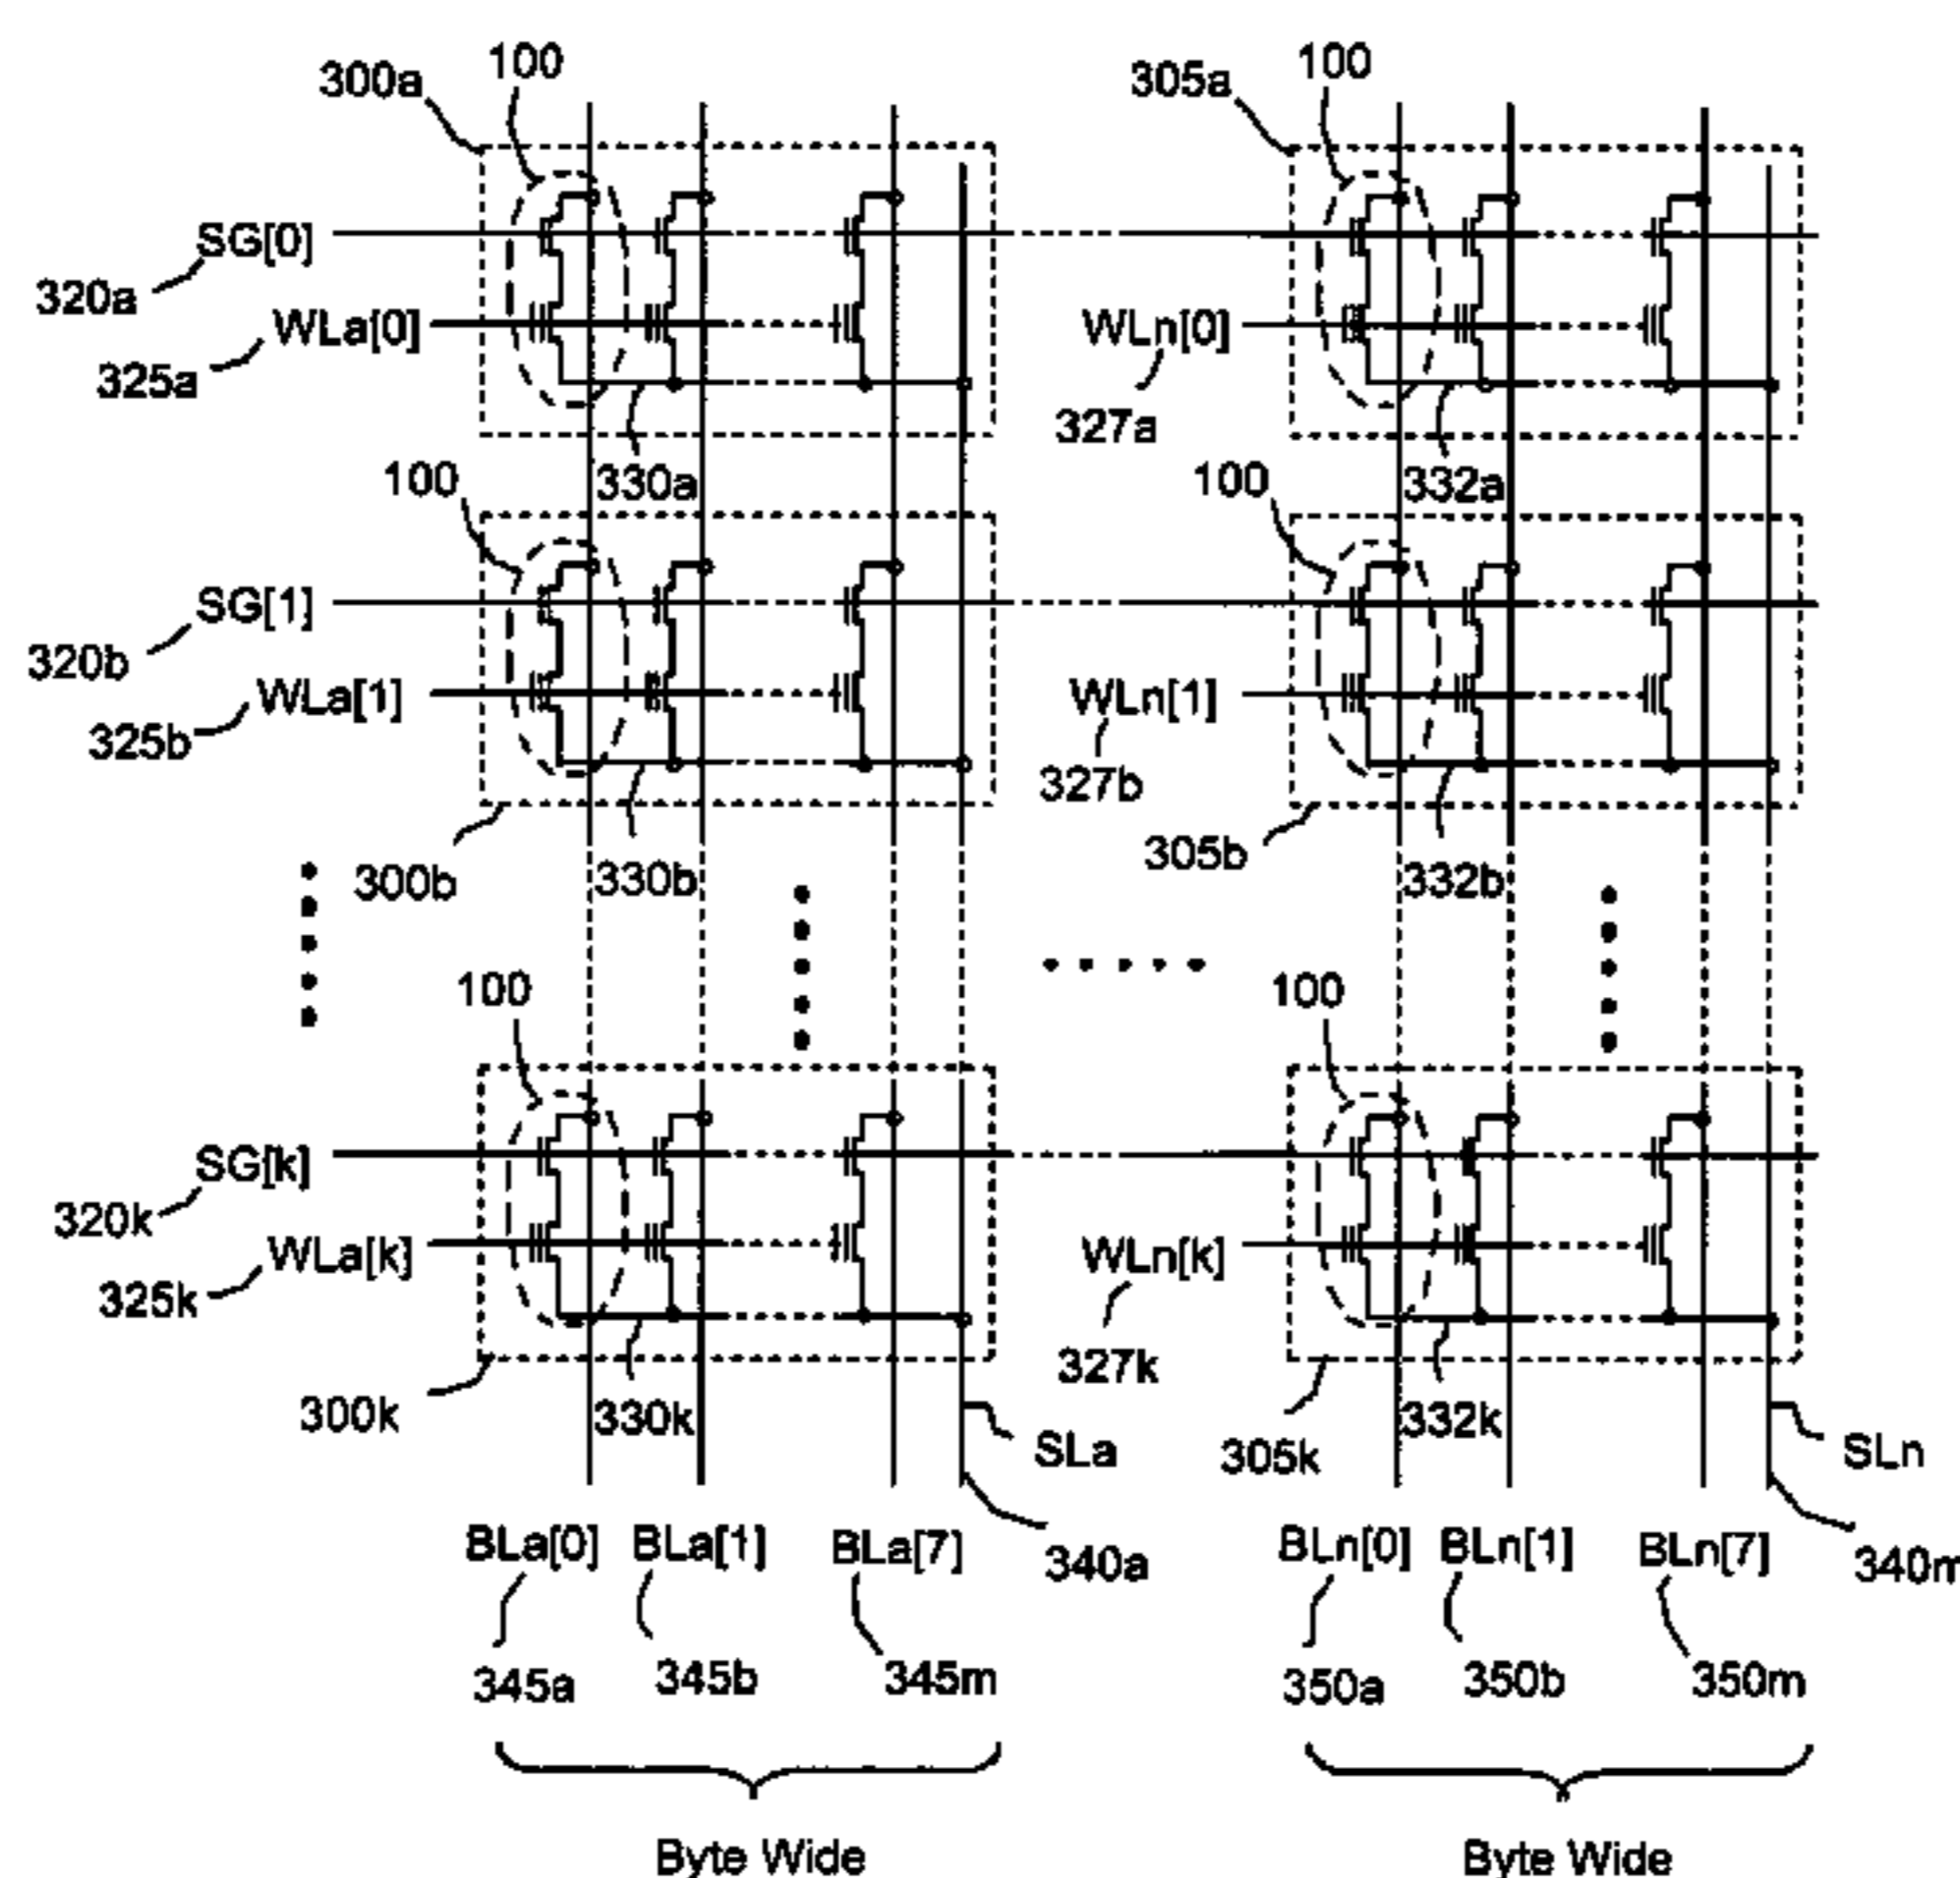 100 100
300a 305a
SG[0]
320a
WLa[0] WLn[0]
325a 327a
330a 332a
100 100
SG[1]
320b
WLa[1] WLn[1]
325b 327b
300b 330b 305b 332b
100 100
SG[k]
320k
WLa[k] WLn[k]
325k 327k
300k 330k 305k 332k
SLa SLn
BLa[0] BLa[1] BLa[7] 340a BLn[0] BLn[1] BLn[7] 340m
345a 345b 345m 350a 350b 350m
Byte Wide Byte Wide